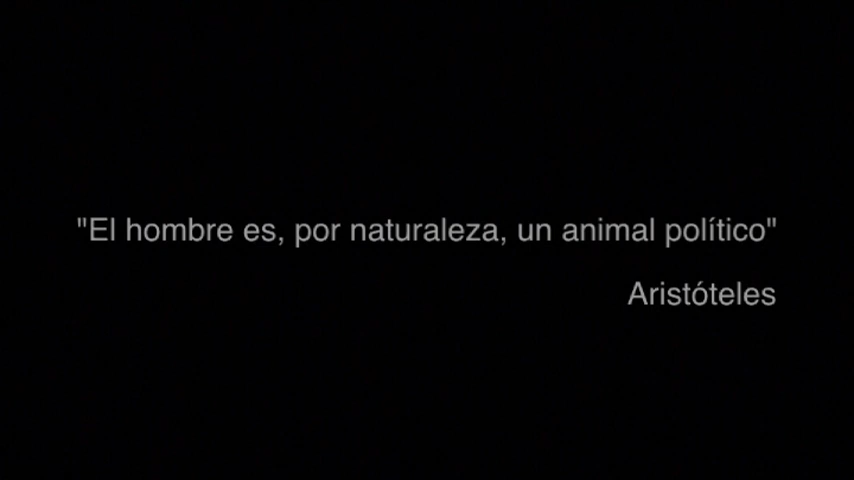 "El hombre es, por naturaleza, un animal político"
Aristóteles